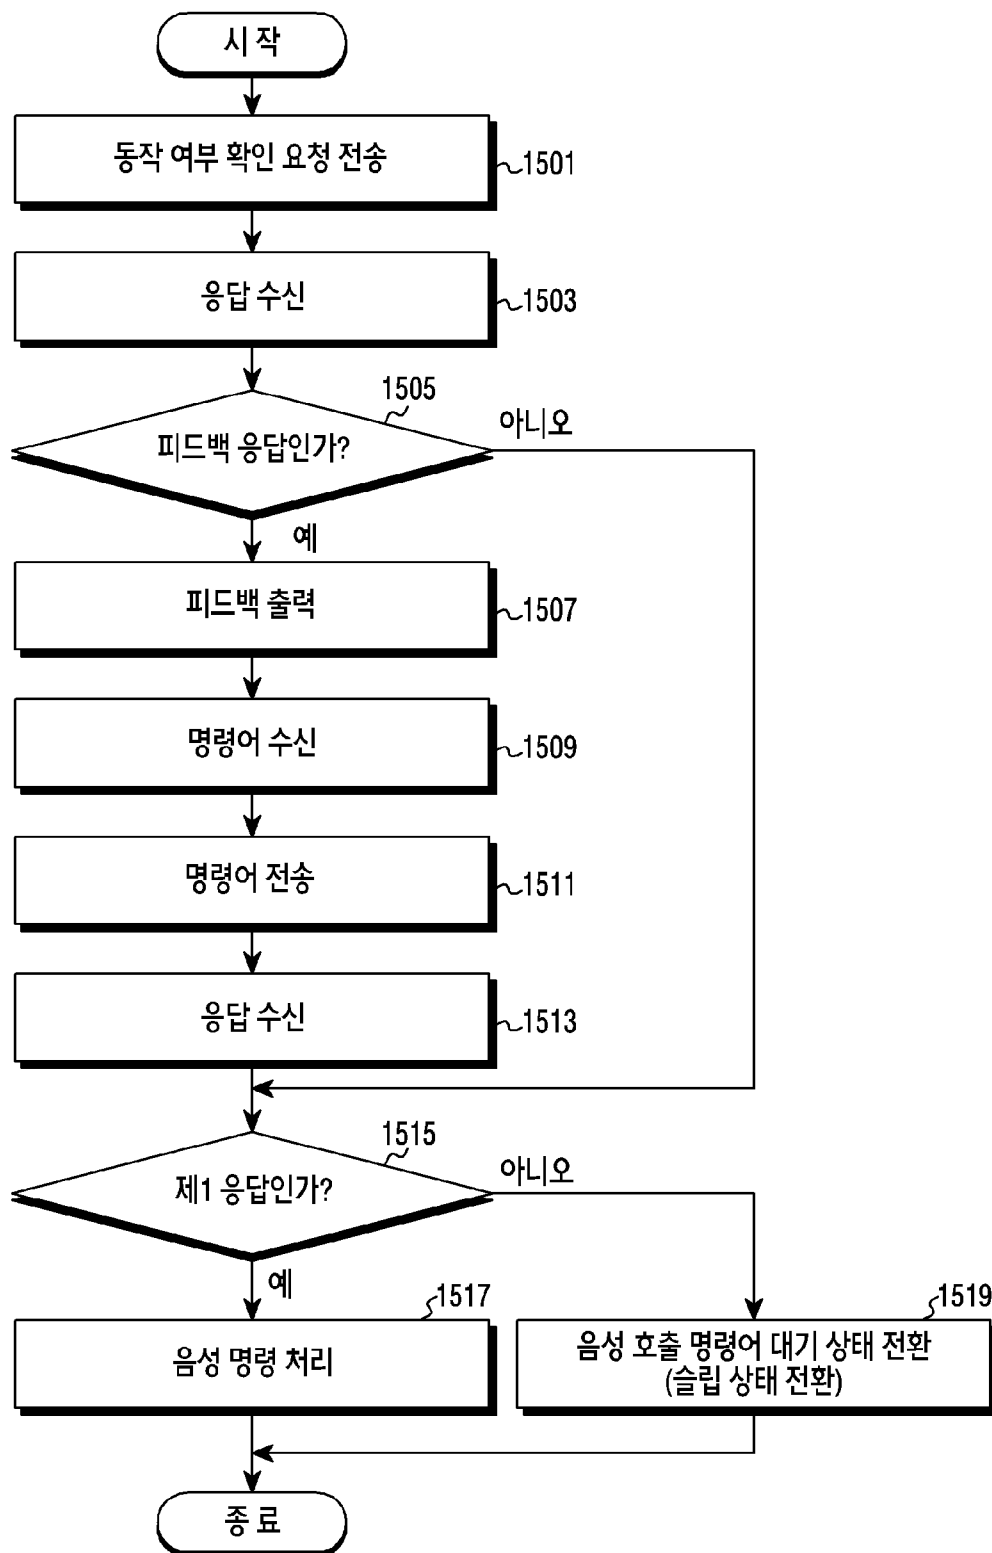 시 작
동작 여부 확인 요청 전송
1501
응답 수신
1503
1505
피드백 응답인가?
아니오
예
피드백 출력
1507
명령어 수신
1509
명령어 전송
1511
응답 수신
1513
1515
제1 응답인가?
아니오
예
1517
음성 명령 처리
1519
음성 호출 명령어 대기 상태 전환
(슬립 상태 전환)
종 료